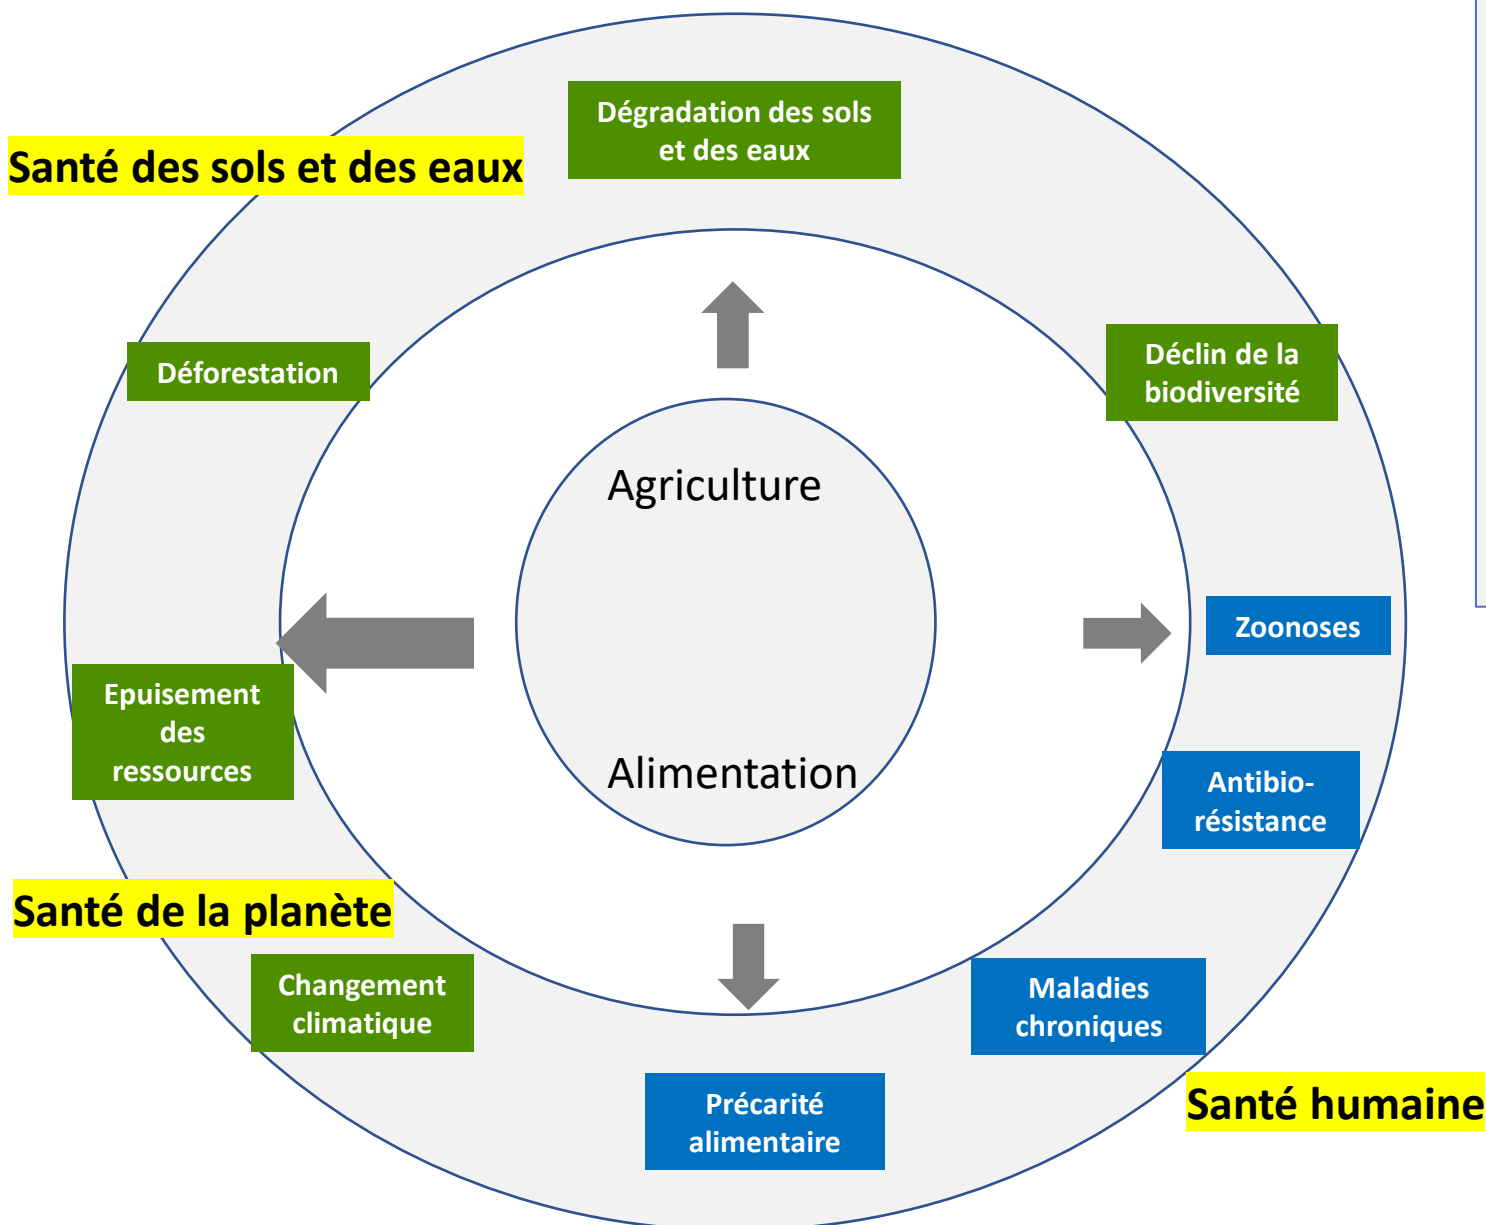 Dégradation des sols
et des eaux
Santé des sols et des eaux
Déforestation
Déclin de la
biodiversité
Agriculture
Zoonoses
Epuisement
des
ressources
Alimentation
Antibio-
résistance
Santé de la planète
Changement
climatique
Maladies
chroniques
Précarité
alimentaire
Santé humaine